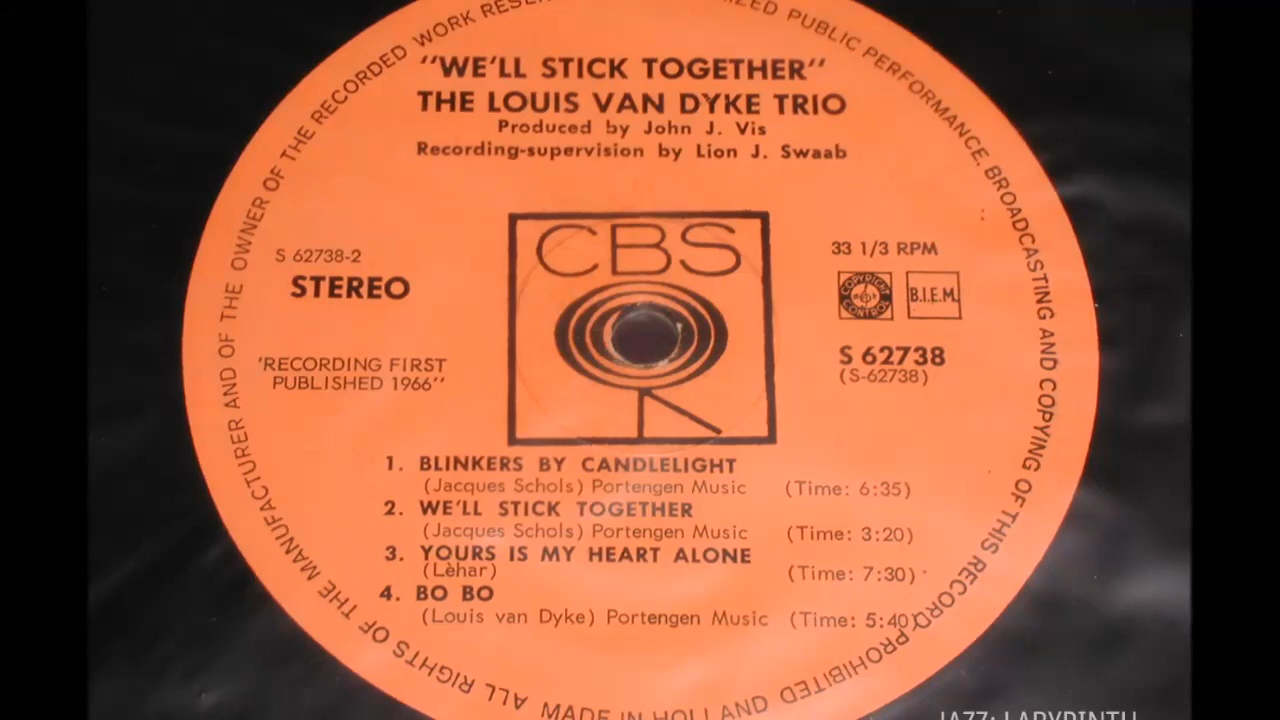 "WE'LL STICK TOGETHER"
THE LOUIS VAN DYKE TRIO
Produced by John J. Vis
Recording-supervision by Lion J. Swaab
S 62738-2
STEREO
'RECORDING FIRST
PUBLISHED 1966"
CBS
33 1/3 RPM
COPYRIGHT CONTROL
B.I.E.M.
S 62738
(S-62738)
1. BLINKERS BY CANDLELIGHT
(Jacques Schols) Portengen Music (Time: 6:35)
2. WE'LL STICK TOGETHER
(Jacques Schols) Portengen Music (Time: 3:20)
3. YOURS IS MY HEART ALONE
(Lèhar) (Time: 7:30)
4. BO BO
(Louis van Dyke) Portengen Music (Time: 5:40)
ALL RIGHTS OF THE MANUFACTURER AND OF THE OWNER OF THE RECORDED WORK
PUBLIC PERFORMANCE, BROADCASTING AND COPYING OF THIS RECORD PROHIBITED
MADE IN HOLLAND
JAZZ: LABYRINTH